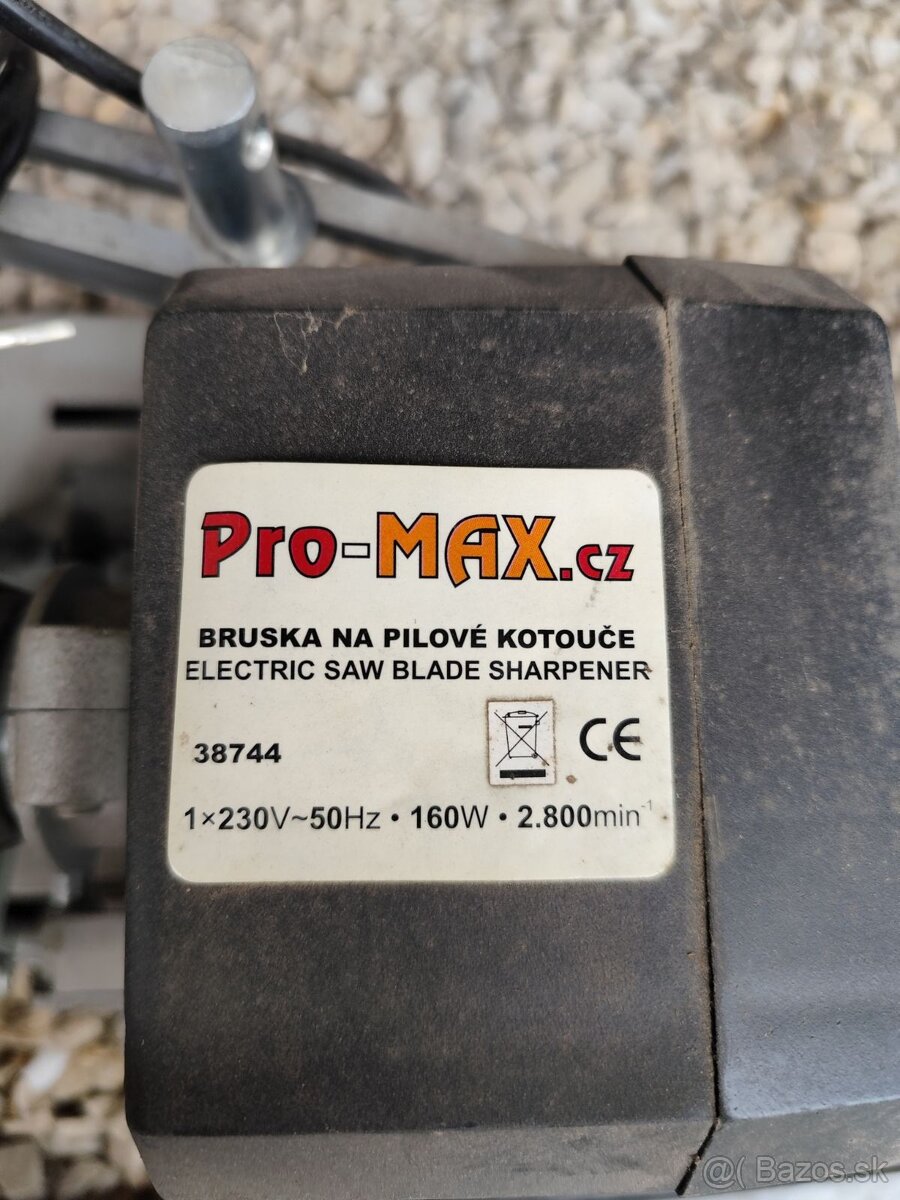 Pro-MAX.cz
BRUSKA NA PILOVÉ KOTOUČE
ELECTRIC SAW BLADE SHARPENER
38744
CE
1×230V~50Hz • 160W • 2.800min⁻¹
@( Bazos.sk